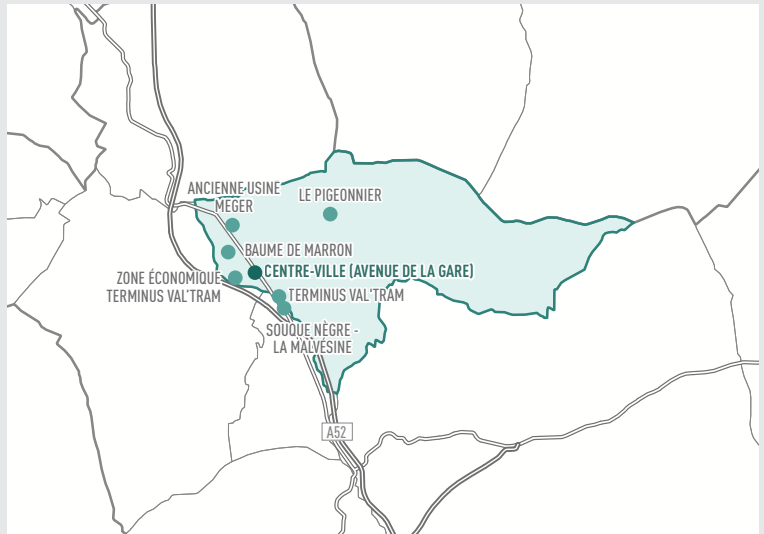 ANCIENNE USINE
MEGER
LE PIGEONNIER
BAUME DE MARRON
CENTRE-VILLE (AVENUE DE LA GARE)
ZONE ÉCONOMIQUE
TERMINUS VAL'TRAM
TERMINUS VAL'TRAM
SOUQUE NÈGRE -
LA MALVÉSINE
A52